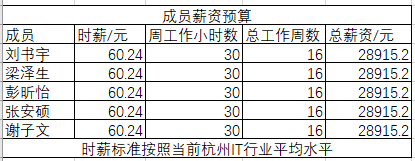 成员薪资预算
成员 时薪/元 周工作小时数 总工作周数 总薪资/元
刘书宇 60.24 30 16 28915.2
梁泽生 60.24 30 16 28915.2
彭昕怡 60.24 30 16 28915.2
张安硕 60.24 30 16 28915.2
谢子文 60.24 30 16 28915.2
时薪标准按照当前杭州IT行业平均水平